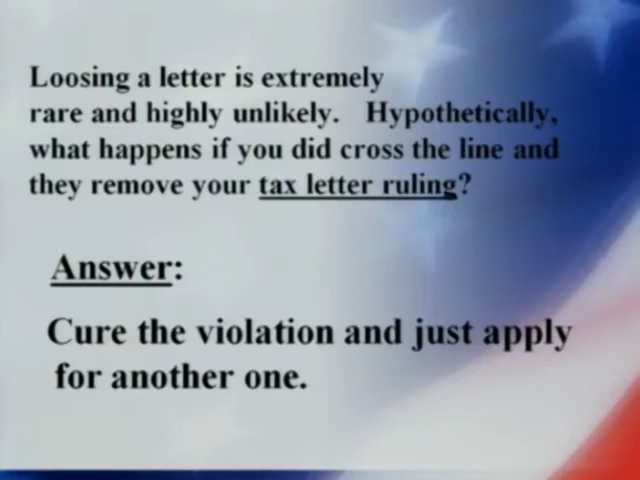 Loosing a letter is extremely
rare and highly unlikely. Hypothetically,
what happens if you did cross the line and
they remove your tax letter ruling?
Answer:
Cure the violation and just apply
for another one.